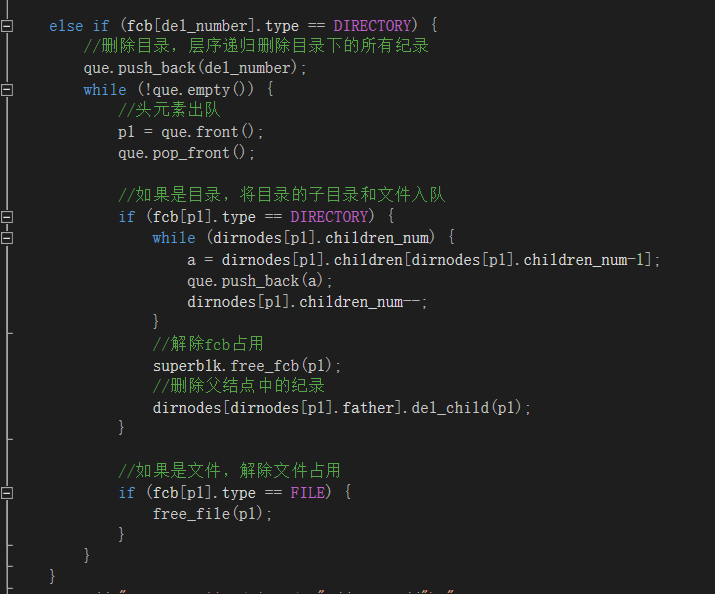 else if (fcb[del_number].type == DIRECTORY) {
//删除目录，层序递归删除目录下的所有纪录
que.push_back(del_number);
while (!que.empty()) {
//头元素出队
p1 = que.front();
que.pop_front();
//如果是目录，将目录的子目录和文件入队
if (fcb[p1].type == DIRECTORY) {
while (dirnodes[p1].children_num) {
a = dirnodes[p1].children[dirnodes[p1].children_num-1];
que.push_back(a);
dirnodes[p1].children_num--;
}
//解除fcb占用
superblk.free_fcb(p1);
//删除父结点中的纪录
dirnodes[dirnodes[p1].father].del_child(p1);
}
//如果是文件，解除文件占用
if (fcb[p1].type == FILE) {
free_file(p1);
}
}
}